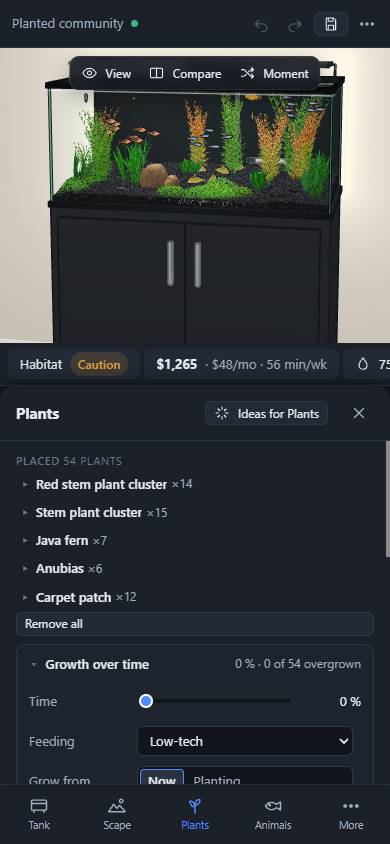 Planted community
View Compare Moment
Habitat Caution $1,265 · $48/mo · 56 min/wk 75
Plants Ideas for Plants
PLACED 54 PLANTS
Red stem plant cluster ×14
Stem plant cluster ×15
Java fern ×7
Anubias ×6
Carpet patch ×12
Remove all
Growth over time 0 % · 0 of 54 overgrown
Time 0 %
Feeding Low-tech
Grow from Now Planting
Tank Scape Plants Animals More